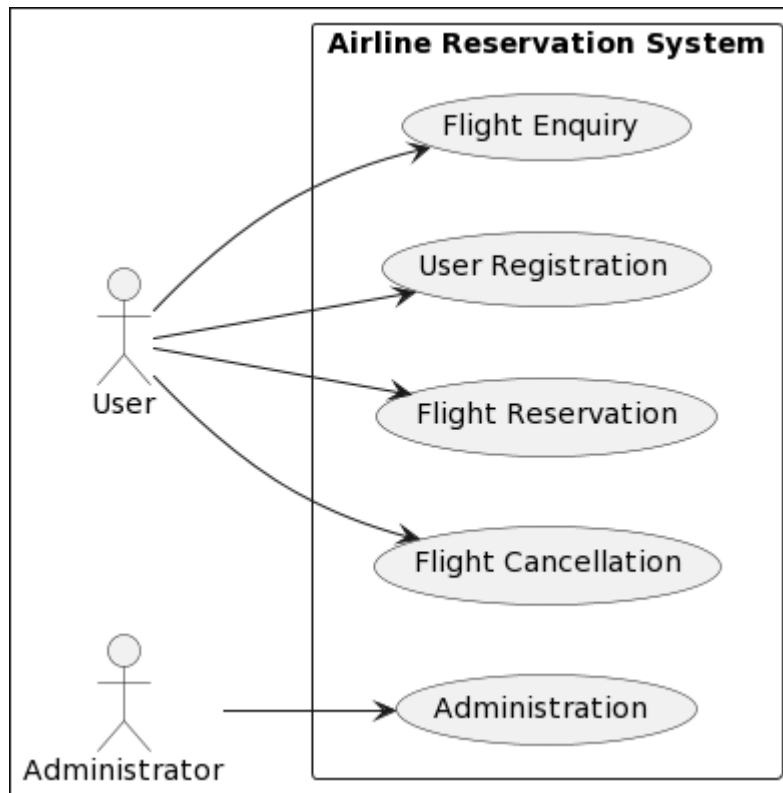 Airline Reservation System
Flight Enquiry
User Registration
Flight Reservation
User
Flight Cancellation
Administration
Administrator